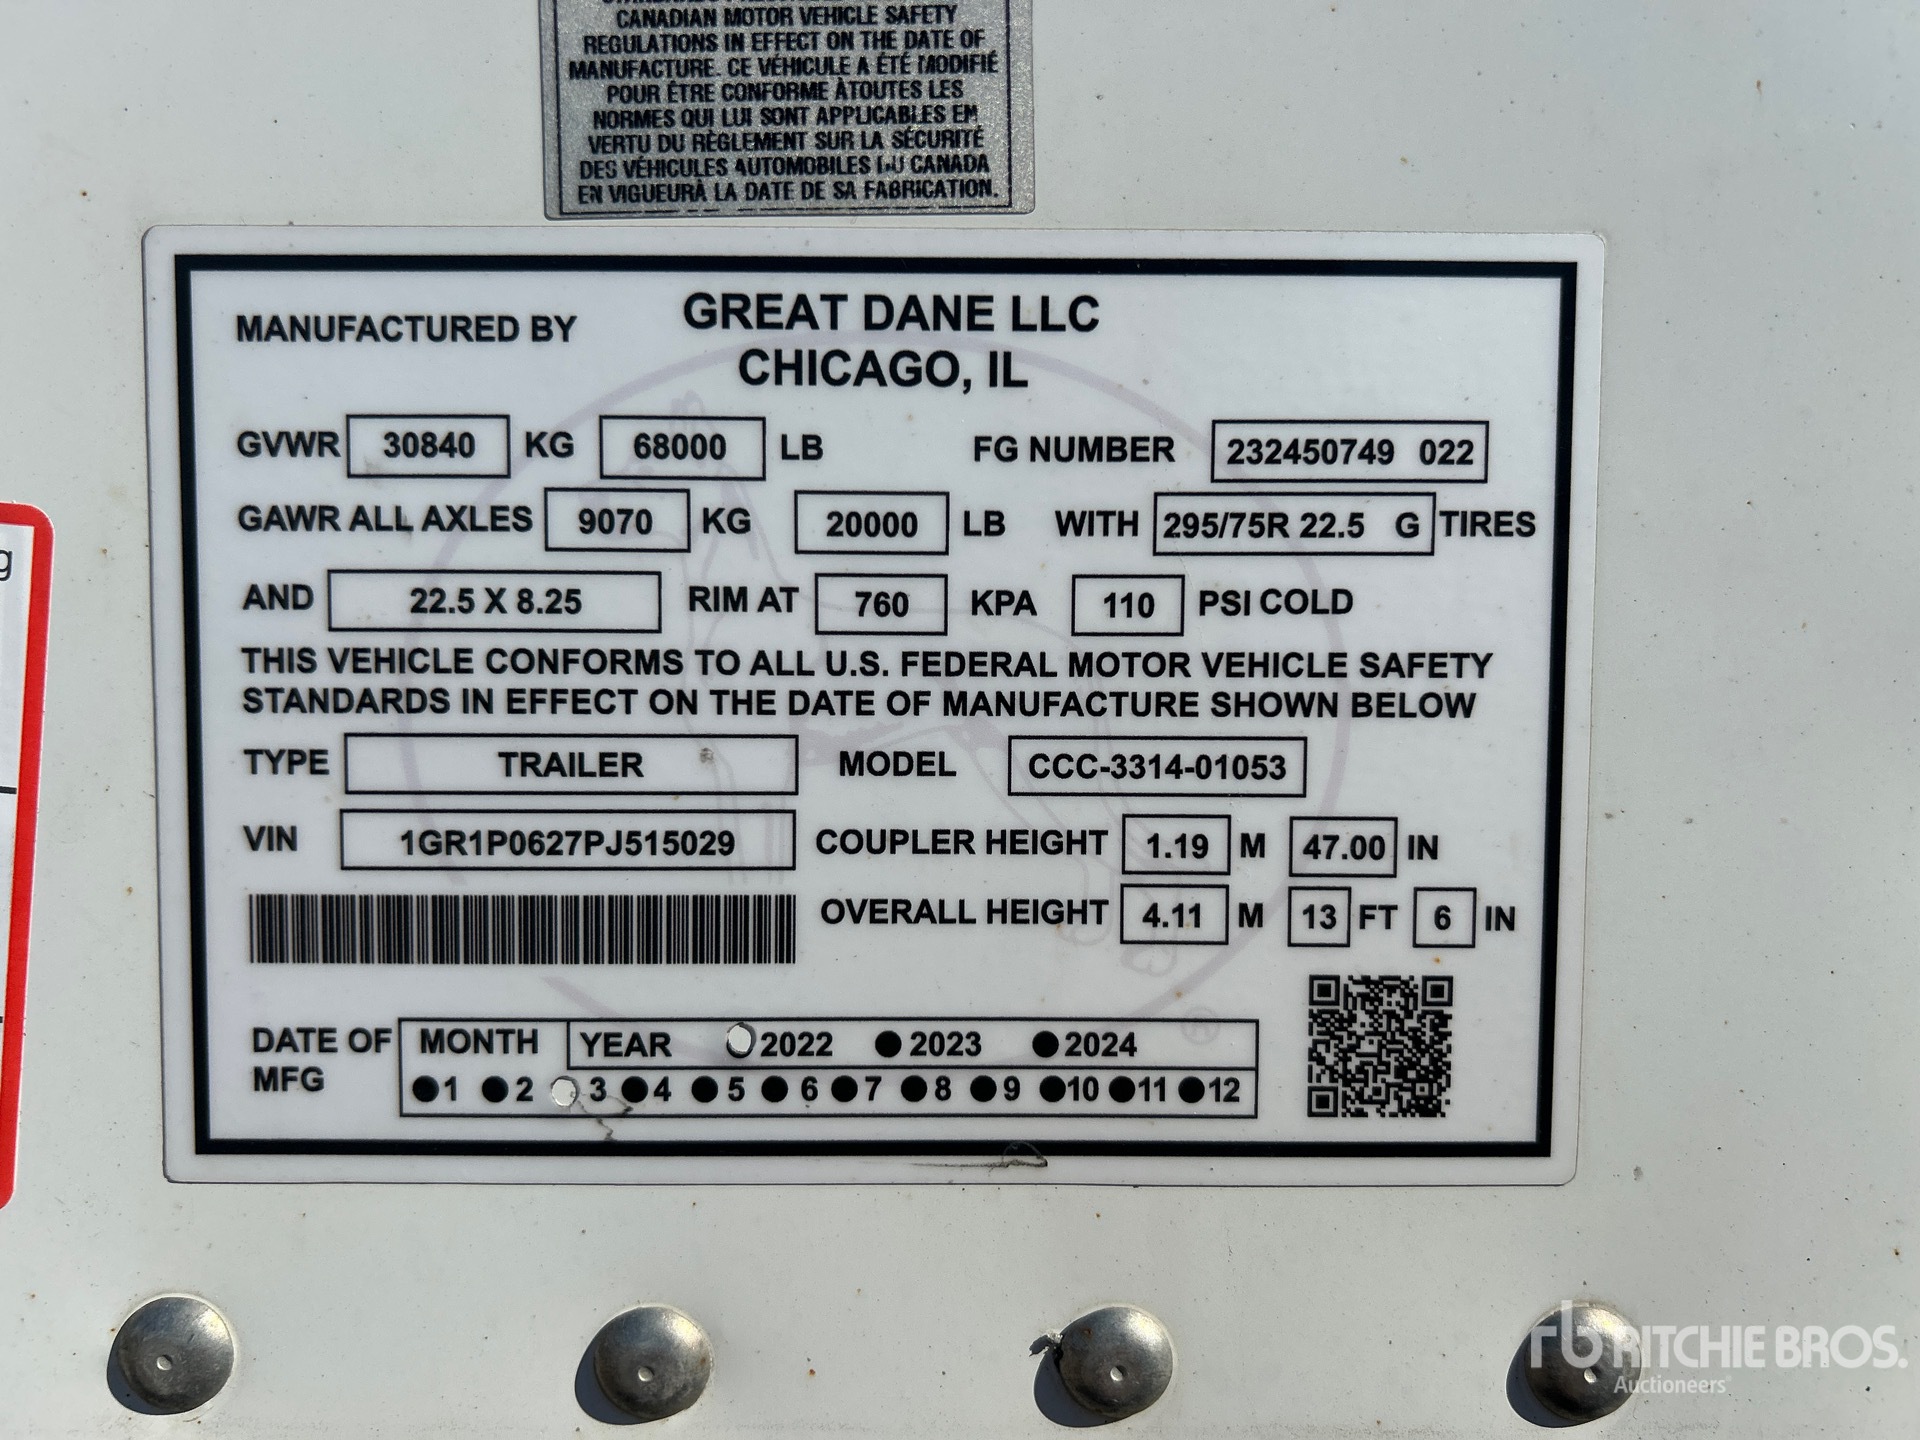 CANADIAN MOTOR VEHICLE SAFETY
REGULATIONS IN EFFECT ON THE DATE OF
MANUFACTURE. CE VÉHICULE A ÉTÉ MODIFIÉ
POUR ÊTRE CONFORME ÀTOUTES LES
NORMES QUI LUI SONT APPLICABLES EM
VERTU DU RÈGLEMENT SUR LA SÉCURITÉ
DES VÉHICULES AUTOMOBILES DU CANADA
EN VIGUEURÀ LA DATE DE SA FABRICATION.
MANUFACTURED BY GREAT DANE LLC
CHICAGO, IL
GVWR 30840 KG 68000 LB FG NUMBER 232450749 022
GAWR ALL AXLES 9070 KG 20000 LB WITH 295/75R 22.5 G TIRES
AND 22.5 X 8.25 RIM AT 760 KPA 110 PSI COLD
THIS VEHICLE CONFORMS TO ALL U.S. FEDERAL MOTOR VEHICLE SAFETY
STANDARDS IN EFFECT ON THE DATE OF MANUFACTURE SHOWN BELOW
TYPE TRAILER MODEL CCC-3314-01053
VIN 1GR1P0627PJ515029 COUPLER HEIGHT 1.19 M 47.00 IN
OVERALL HEIGHT 4.11 M 13 FT 6 IN
®
DATE OF MFG MONTH YEAR 2022 2023 2024
1 2 3 4 5 6 7 8 9 10 11 12
g
rb RITCHIE BROS.
Auctioneers